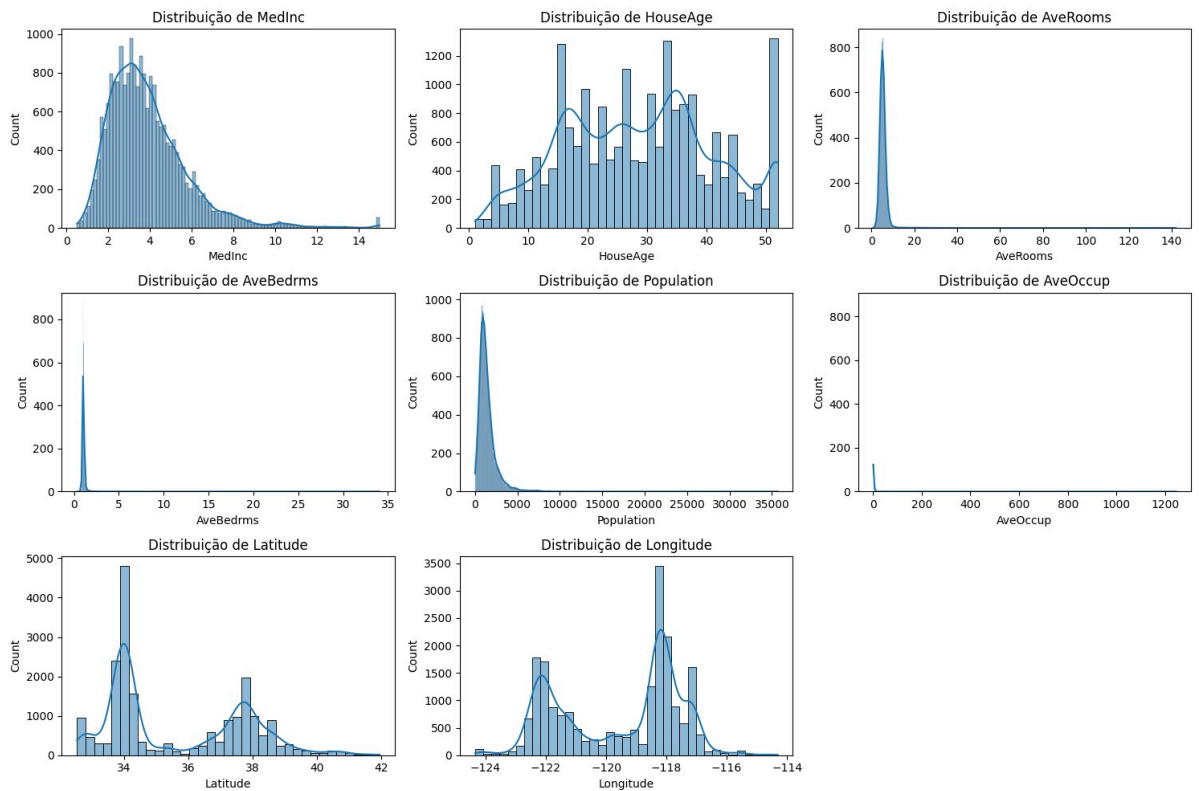 Distribuição de MedInc
Count
1000
800
600
400
200
0
0 2 4 6 8 10 12 14
MedInc
Distribuição de HouseAge
Count
1200
1000
800
600
400
200
0
0 10 20 30 40 50
HouseAge
Distribuição de AveRooms
Count
800
600
400
200
0
0 20 40 60 80 100 120 140
AveRooms
Distribuição de AveBedrms
Count
800
600
400
200
0
0 5 10 15 20 25 30 35
AveBedrms
Distribuição de Population
Count
1000
800
600
400
200
0
0 5000 10000 15000 20000 25000 30000 35000
Population
Distribuição de AveOccup
Count
800
600
400
200
0
0 200 400 600 800 1000 1200
AveOccup
Distribuição de Latitude
Count
5000
4000
3000
2000
1000
0
34 36 38 40 42
Latitude
Distribuição de Longitude
Count
3500
3000
2500
2000
1500
1000
500
0
−124 −122 −120 −118 −116 −114
Longitude